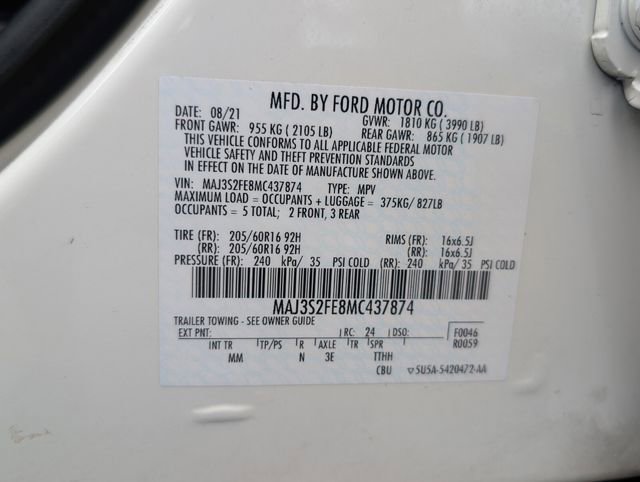 MFD. BY FORD MOTOR CO.
DATE: 08/21 GVWR: 1810 KG ( 3990 LB)
FRONT GAWR: 955 KG ( 2105 LB) REAR GAWR: 865 KG ( 1907 LB)
THIS VEHICLE CONFORMS TO ALL APPLICABLE FEDERAL MOTOR
VEHICLE SAFETY AND THEFT PREVENTION STANDARDS
IN EFFECT ON THE DATE OF MANUFACTURE SHOWN ABOVE.
VIN: MAJ3S2FE8MC437874 TYPE: MPV
MAXIMUM LOAD = OCCUPANTS + LUGGAGE = 375KG/ 827LB
OCCUPANTS = 5 TOTAL; 2 FRONT, 3 REAR
TIRE (FR): 205/60R16 92H RIMS (FR): 16x6.5J
(RR): 205/60R16 92H (RR): 16x6.5J
PRESSURE (FR): 240 kPa/ 35 PSI COLD (RR): 240 kPa/ 35 PSI COLD
MAJ3S2FE8MC437874
TRAILER TOWING - SEE OWNER GUIDE
EXT PNT: RC: 24 DSO: F0046
R0059
INT TR TP/PS R AXLE TR SPR
MM N 3E TTHH
CBU ▽5U5A-5420472-AA